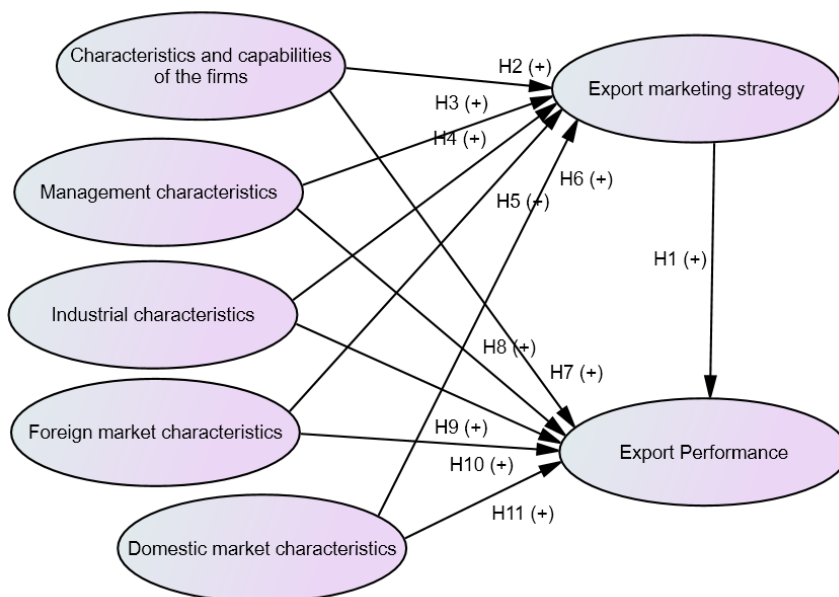 Characteristics and capabilities
of the firms
H2 (+)
Export marketing strategy
H3 (+)
H4 (+)
Management characteristics
H6 (+)
H5 (+)
H1 (+)
Industrial characteristics
H8 (+)
H7 (+)
Foreign market characteristics
H9 (+)
Export Performance
H10 (+)
H11 (+)
Domestic market characteristics